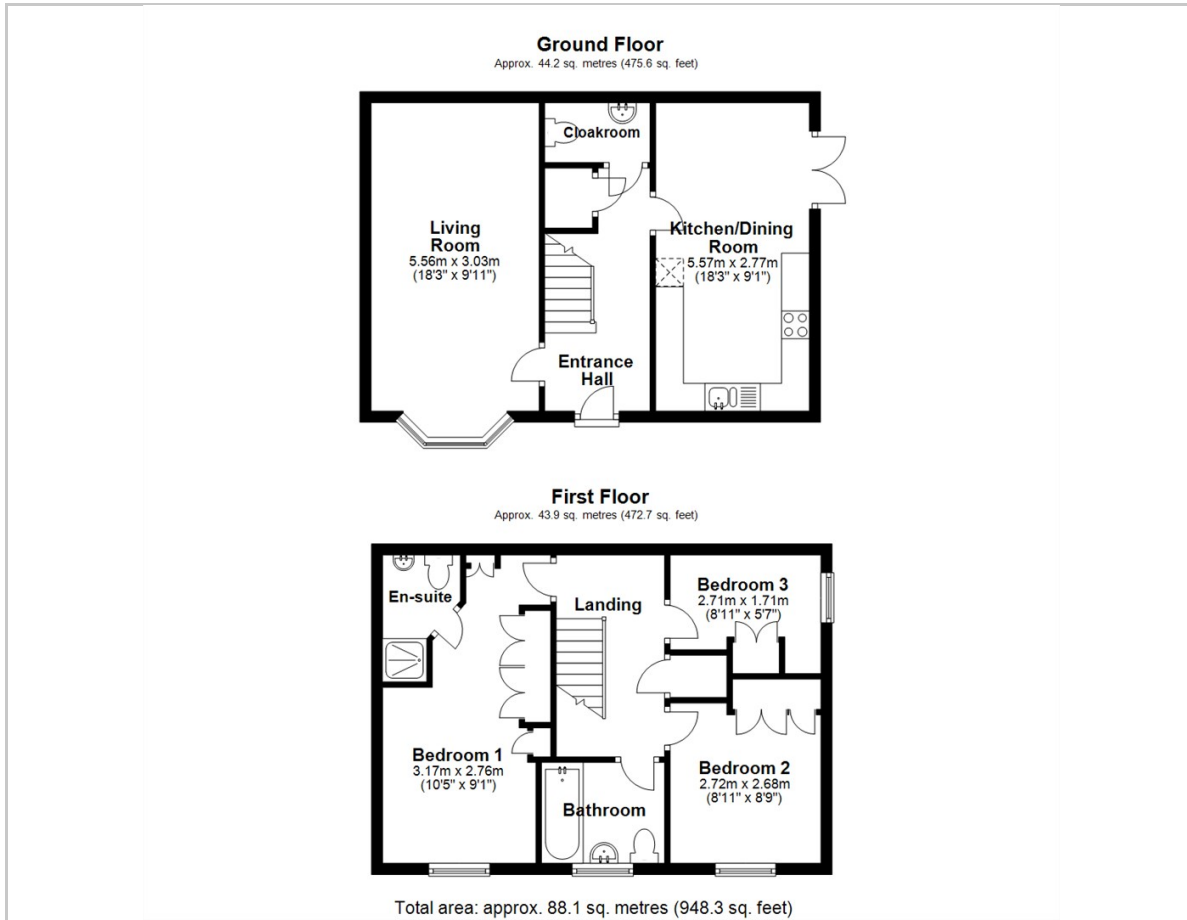 Ground Floor
Approx. 44.2 sq. metres (475.6 sq. feet)
Cloakroom
Living
Room
5.56m x 3.03m
(18'3" x 9'11")
Kitchen/Dining
Room
5.57m x 2.77m
(18'3" x 9'1")
Entrance
Hall
First Floor
Approx. 43.9 sq. metres (472.7 sq. feet)
En-suite
Landing
Bedroom 3
2.71m x 1.71m
(8'11" x 5'7")
Bedroom 1
3.17m x 2.76m
(10'5" x 9'1")
Bathroom
Bedroom 2
2.72m x 2.68m
(8'11" x 8'9")
Total area: approx. 88.1 sq. metres (948.3 sq. feet)